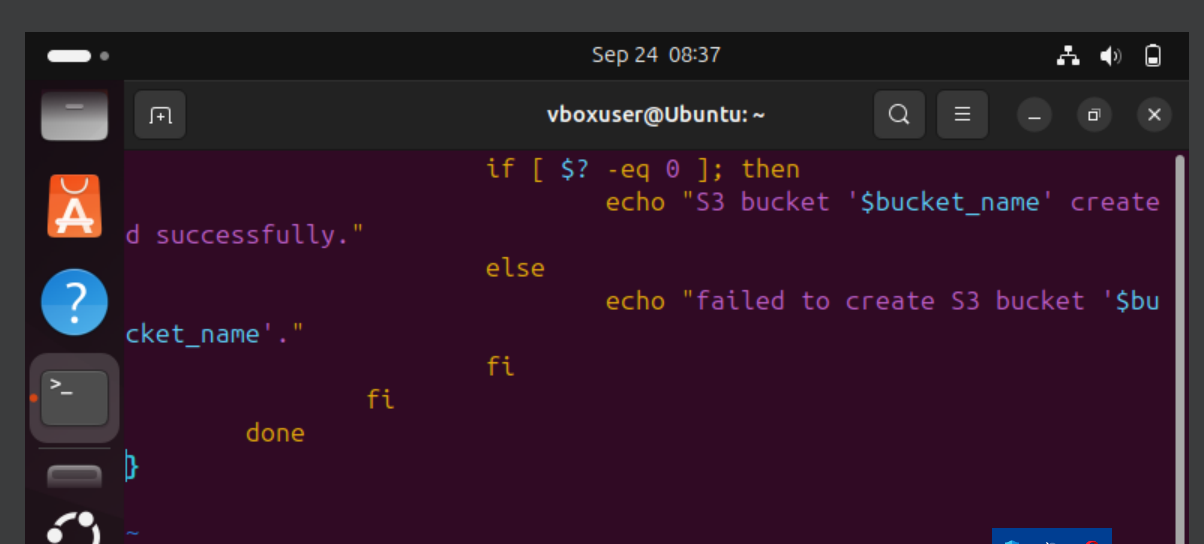 Sep 24 08:37
vboxuser@Ubuntu: ~
if [ $? -eq 0 ]; then
echo "S3 bucket '$bucket_name' create
d successfully."
else
echo "failed to create S3 bucket '$bu
cket_name'."
fi
fi
done
}
~